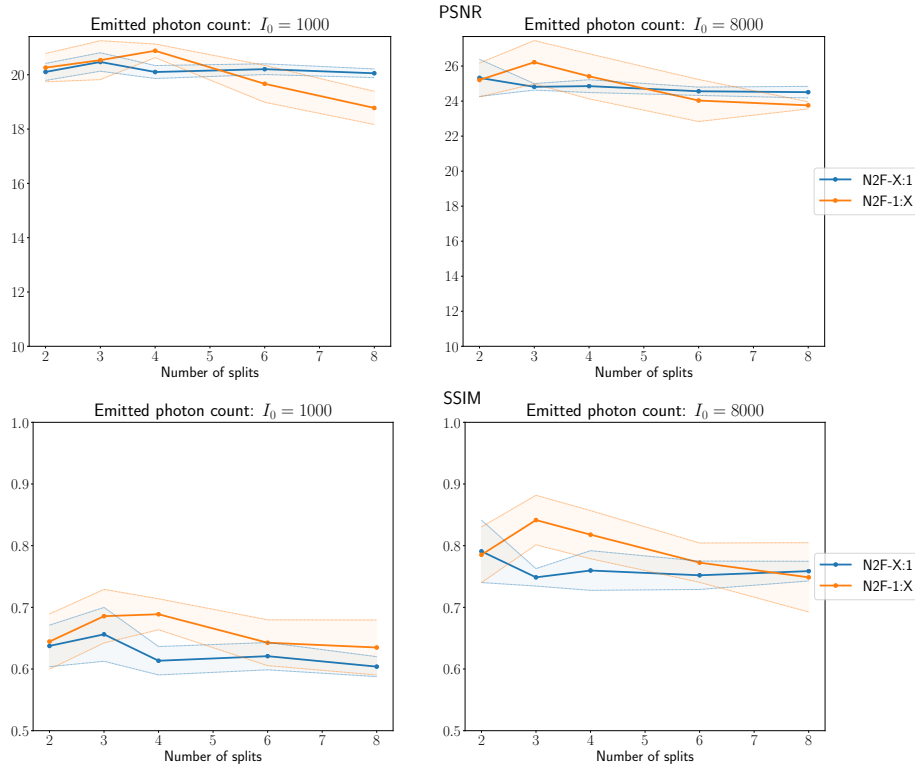 PSNR
Emitted photon count: I₀ = 1000
20
18
16
14
12
10
2 3 4 5 6 7 8
Number of splits
Emitted photon count: I₀ = 8000
26
24
22
20
18
16
14
12
10
2 3 4 5 6 7 8
Number of splits
N2F-X:1
N2F-1:X
SSIM
Emitted photon count: I₀ = 1000
1.0
0.9
0.8
0.7
0.6
0.5
2 3 4 5 6 7 8
Number of splits
Emitted photon count: I₀ = 8000
1.0
0.9
0.8
0.7
0.6
0.5
2 3 4 5 6 7 8
Number of splits
N2F-X:1
N2F-1:X